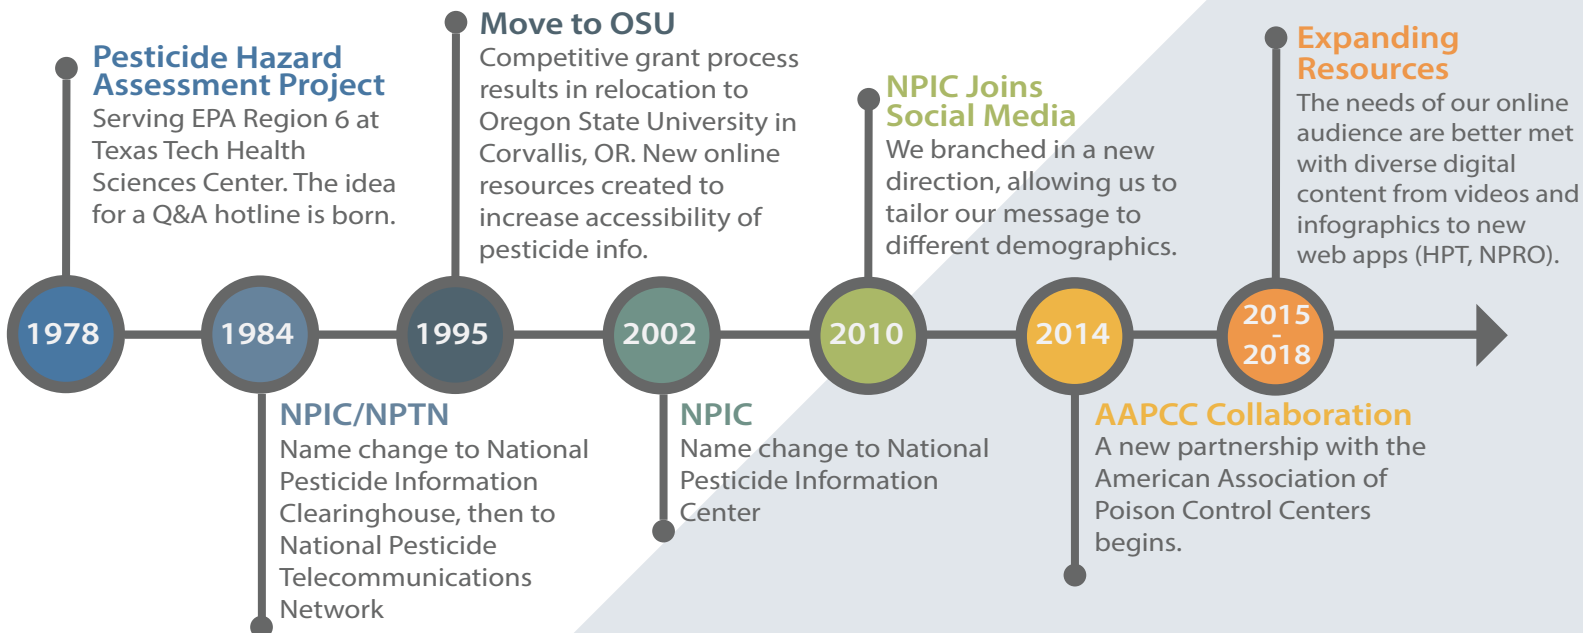 Pesticide Hazard
Assessment Project
Serving EPA Region 6 at
Texas Tech Health
Sciences Center. The idea
for a Q&A hotline is born.
Move to OSU
Competitive grant process
results in relocation to
Oregon State University in
Corvallis, OR. New online
resources created to
increase accessibility of
pesticide info.
NPIC Joins
Social Media
We branched in a new
direction, allowing us to
tailor our message to
different demographics.
Expanding
Resources
The needs of our online
audience are better met
with diverse digital
content from videos and
infographics to new
web apps (HPT, NPRO).
1978
1984
1995
2002
2010
2014
2015
-
2018
NPIC/NPTN
Name change to National
Pesticide Information
Clearinghouse, then to
National Pesticide
Telecommunications
Network
NPIC
Name change to National
Pesticide Information
Center
AAPCC Collaboration
A new partnership with the
American Association of
Poison Control Centers
begins.